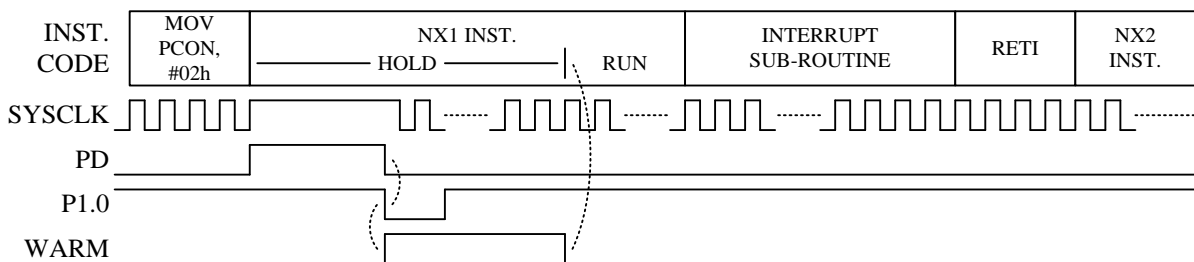 INST.
CODE
MOV
PCON,
#02h
NX1 INST.
HOLD
RUN
INTERRUPT
SUB-ROUTINE
RETI
NX2
INST.
SYSCLK
PD
P1.0
WARM